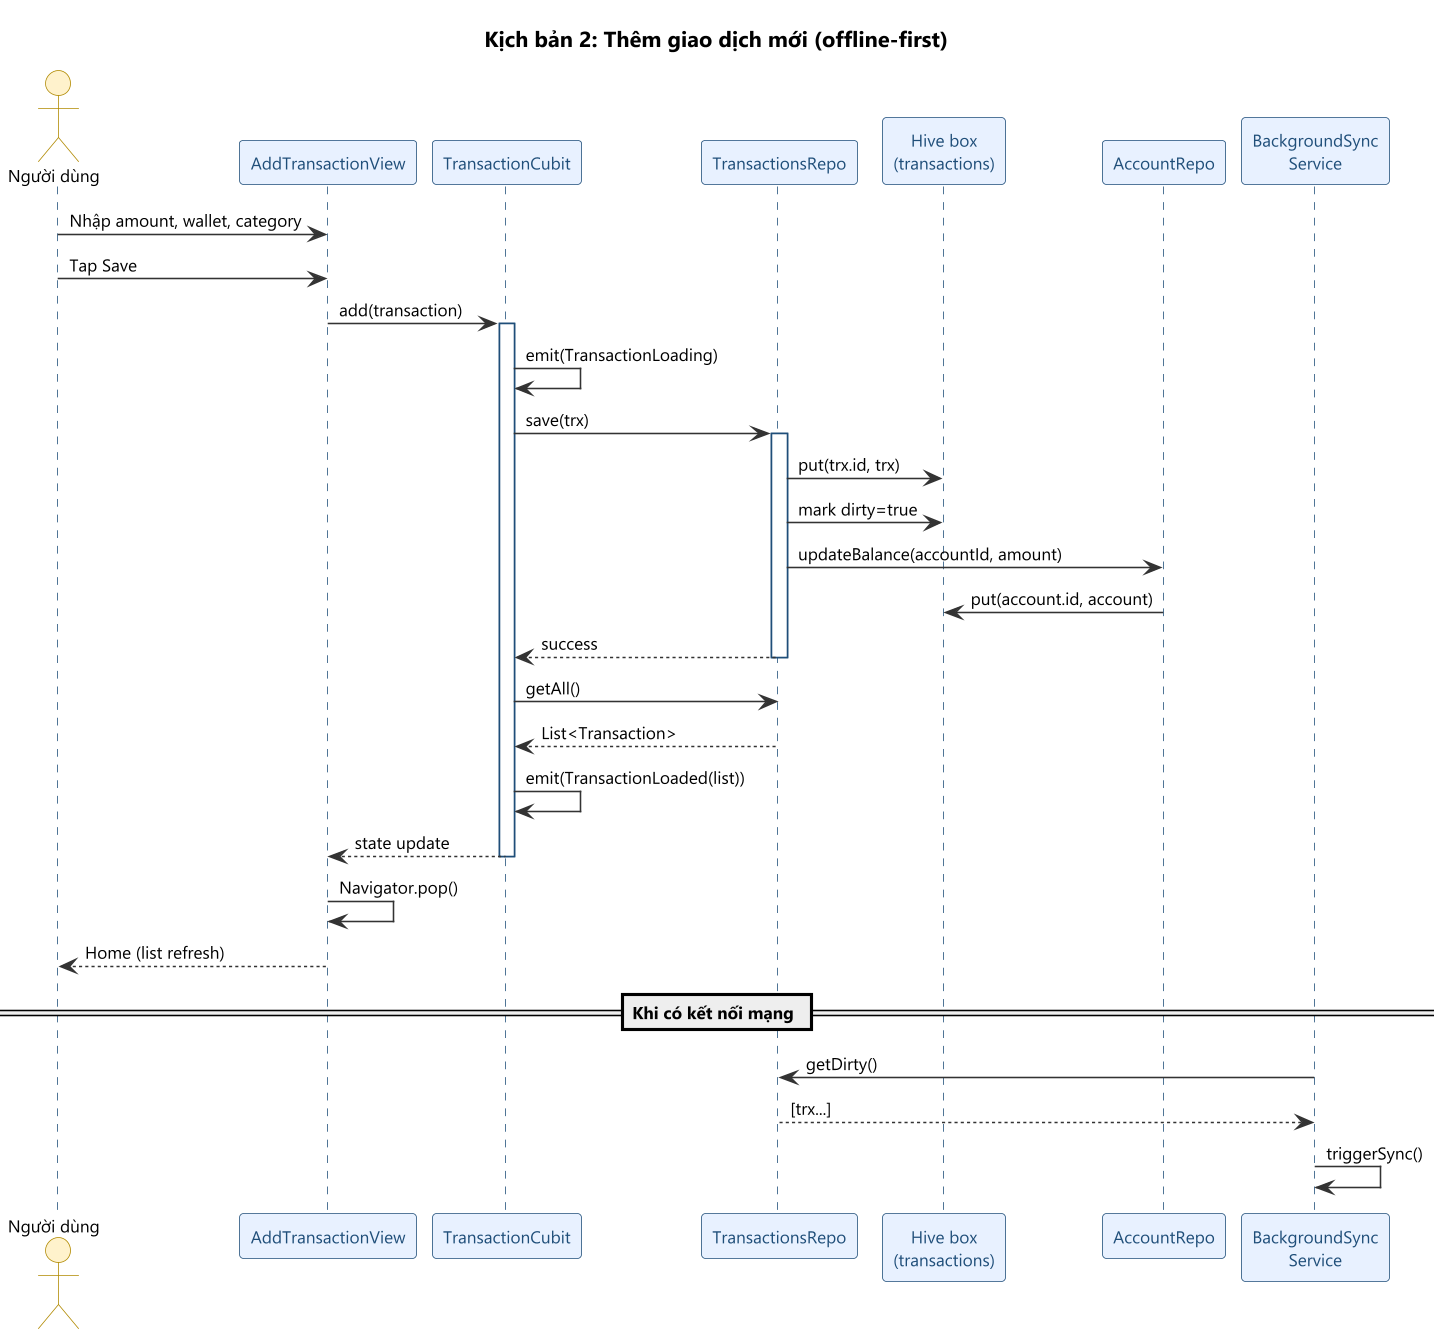 Kịch bản 2: Thêm giao dịch mới (offline-first)
Người dùng
AddTransactionView
TransactionCubit
TransactionsRepo
Hive box
(transactions)
AccountRepo
BackgroundSync
Service
Nhập amount, wallet, category
Tap Save
add(transaction)
emit(TransactionLoading)
save(trx)
put(trx.id, trx)
mark dirty=true
updateBalance(accountId, amount)
put(account.id, account)
success
getAll()
List<Transaction>
emit(TransactionLoaded(list))
state update
Navigator.pop()
Home (list refresh)
Khi có kết nối mạng
getDirty()
[trx...]
triggerSync()
Người dùng
AddTransactionView
TransactionCubit
TransactionsRepo
Hive box
(transactions)
AccountRepo
BackgroundSync
Service